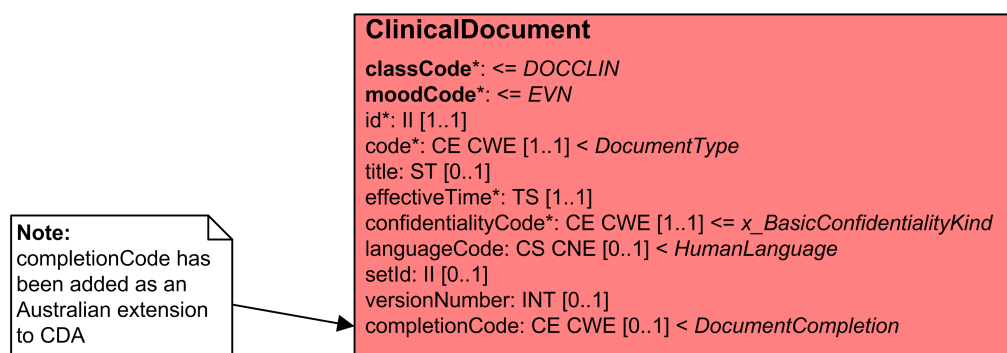 ClinicalDocument
classCode*: <= DOCCLIN
moodCode*: <= EVN
id*: II [1..1]
code*: CE CWE [1..1] < DocumentType
title: ST [0..1]
effectiveTime*: TS [1..1]
confidentialityCode*: CE CWE [1..1] <= x_BasicConfidentialityKind
languageCode: CS CNE [0..1] < HumanLanguage
setId: II [0..1]
versionNumber: INT [0..1]
completionCode: CE CWE [0..1] < DocumentCompletion
Note:
completionCode has
been added as an
Australian extension
to CDA